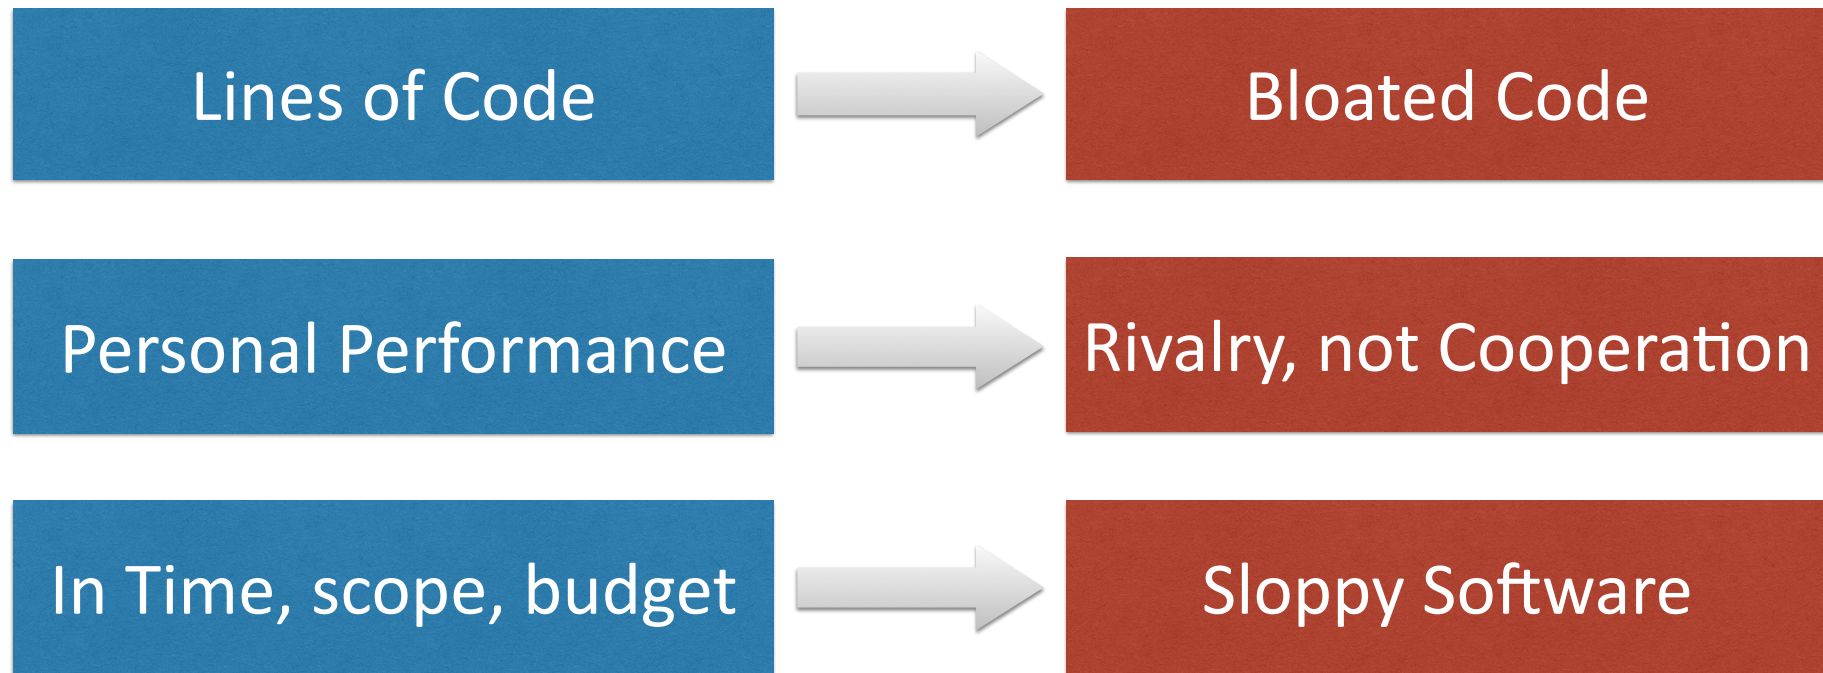 Lines of Code
Bloated Code
Personal Performance
Rivalry, not Cooperation
In Time, scope, budget
Sloppy Software